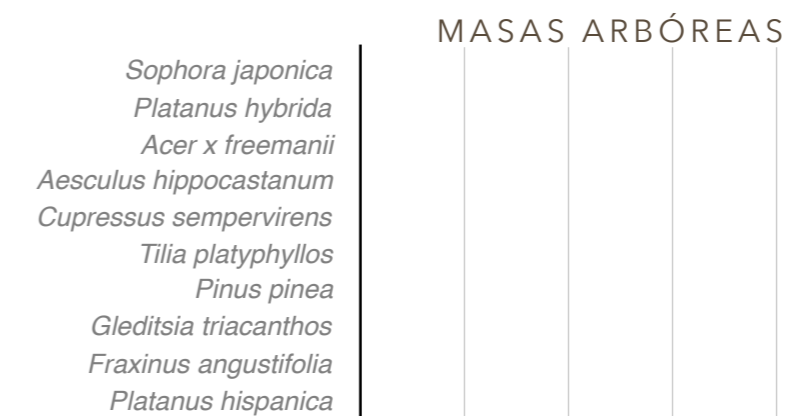 MASAS ARBÓREAS
Sophora japonica
Platanus hybrida
Acer x freemanii
Aesculus hippocastanum
Cupressus sempervirens
Tilia platyphyllos
Pinus pinea
Gleditsia triacanthos
Fraxinus angustifolia
Platanus hispanica